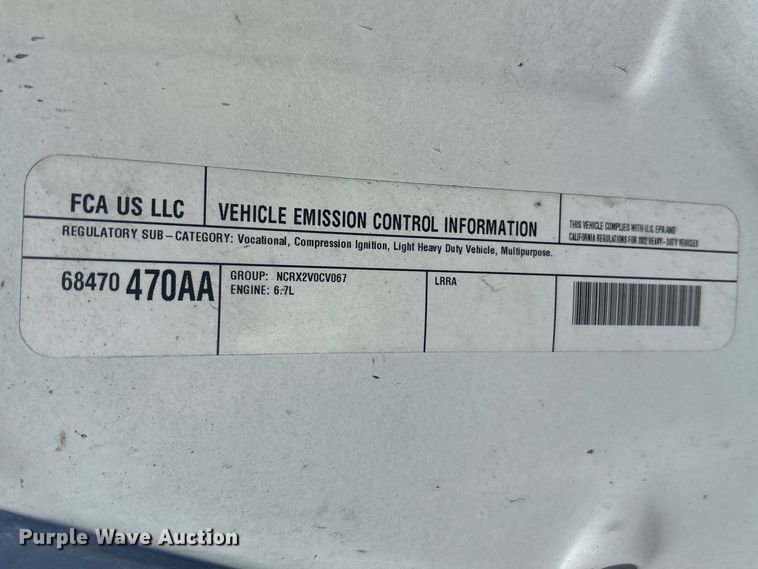 FCA US LLC
VEHICLE EMISSION CONTROL INFORMATION
THIS VEHICLE COMPLIES WITH U.S. EPA AND
CALIFORNIA REGULATIONS FOR 2022 HEAVY-DUTY VEHICLES
REGULATORY SUB-CATEGORY: Vocational, Compression Ignition, Light Heavy Duty Vehicle, Multipurpose.
68470 470AA
GROUP: NCRX2V0CV067
ENGINE: 6.7L
LRRA
Purple Wave Auction